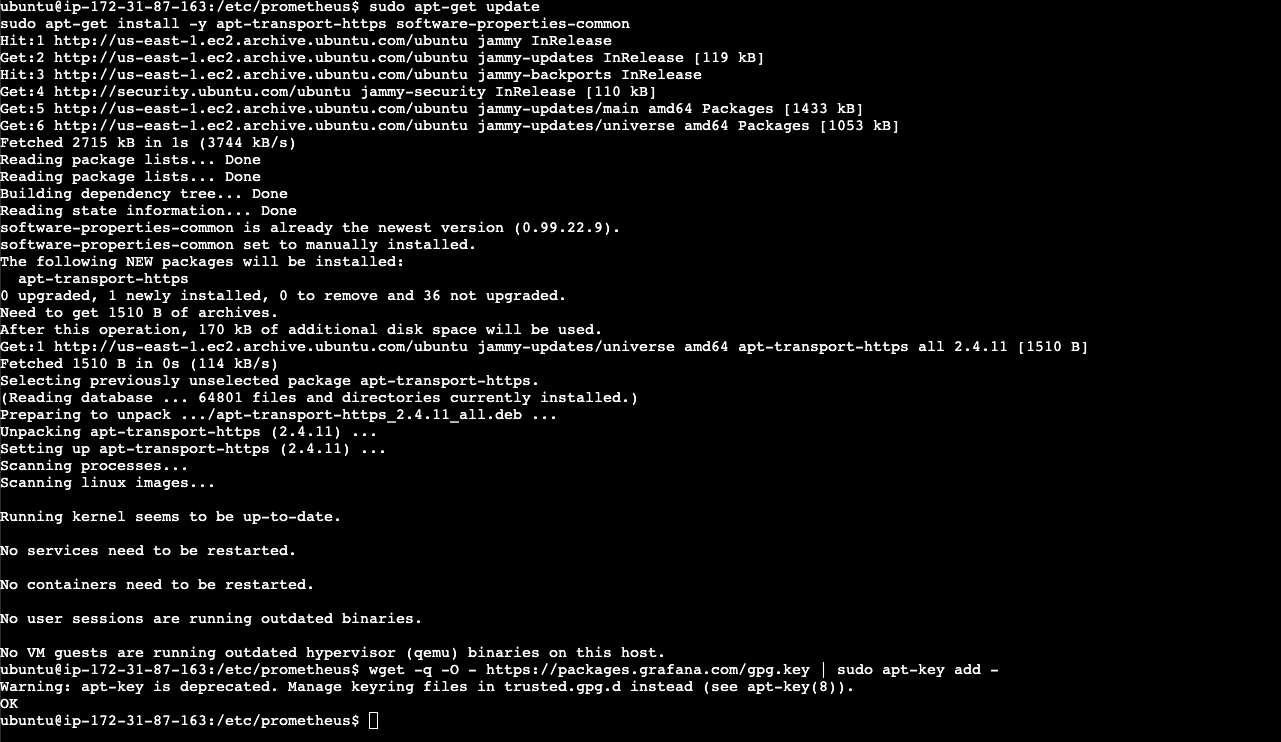 ubuntu@ip-172-31-87-163:/etc/prometheus$ sudo apt-get update
sudo apt-get install -y apt-transport-https software-properties-common
Hit:1 http://us-east-1.ec2.archive.ubuntu.com/ubuntu jammy InRelease
Get:2 http://us-east-1.ec2.archive.ubuntu.com/ubuntu jammy-updates InRelease [119 kB]
Hit:3 http://us-east-1.ec2.archive.ubuntu.com/ubuntu jammy-backports InRelease
Get:4 http://security.ubuntu.com/ubuntu jammy-security InRelease [110 kB]
Get:5 http://us-east-1.ec2.archive.ubuntu.com/ubuntu jammy-updates/main amd64 Packages [1433 kB]
Get:6 http://us-east-1.ec2.archive.ubuntu.com/ubuntu jammy-updates/universe amd64 Packages [1053 kB]
Fetched 2715 kB in 1s (3744 kB/s)
Reading package lists... Done
Reading package lists... Done
Building dependency tree... Done
Reading state information... Done
software-properties-common is already the newest version (0.99.22.9).
software-properties-common set to manually installed.
The following NEW packages will be installed:
  apt-transport-https
0 upgraded, 1 newly installed, 0 to remove and 36 not upgraded.
Need to get 1510 B of archives.
After this operation, 170 kB of additional disk space will be used.
Get:1 http://us-east-1.ec2.archive.ubuntu.com/ubuntu jammy-updates/universe amd64 apt-transport-https all 2.4.11 [1510 B]
Fetched 1510 B in 0s (114 kB/s)
Selecting previously unselected package apt-transport-https.
(Reading database ... 64801 files and directories currently installed.)
Preparing to unpack .../apt-transport-https_2.4.11_all.deb ...
Unpacking apt-transport-https (2.4.11) ...
Setting up apt-transport-https (2.4.11) ...
Scanning processes...
Scanning linux images...

Running kernel seems to be up-to-date.

No services need to be restarted.

No containers need to be restarted.

No user sessions are running outdated binaries.

No VM guests are running outdated hypervisor (qemu) binaries on this host.
ubuntu@ip-172-31-87-163:/etc/prometheus$ wget -q -O - https://packages.grafana.com/gpg.key | sudo apt-key add -
Warning: apt-key is deprecated. Manage keyring files in trusted.gpg.d instead (see apt-key(8)).
OK
ubuntu@ip-172-31-87-163:/etc/prometheus$